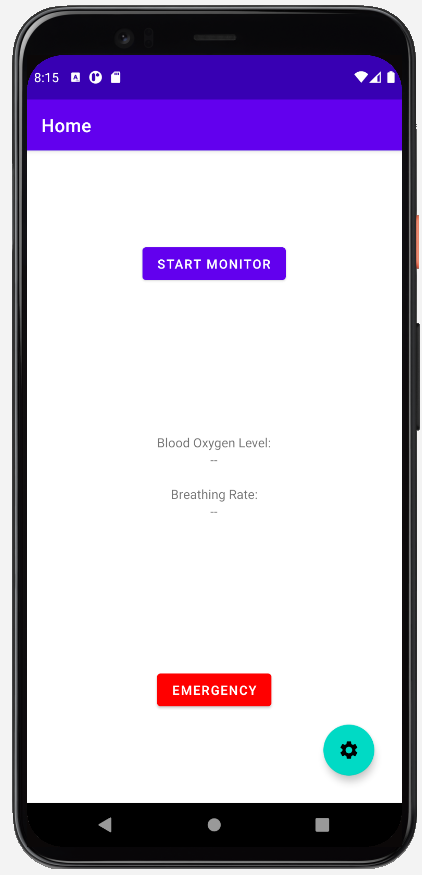 8:15
Home
START MONITOR
Blood Oxygen Level:
--
Breathing Rate:
--
EMERGENCY